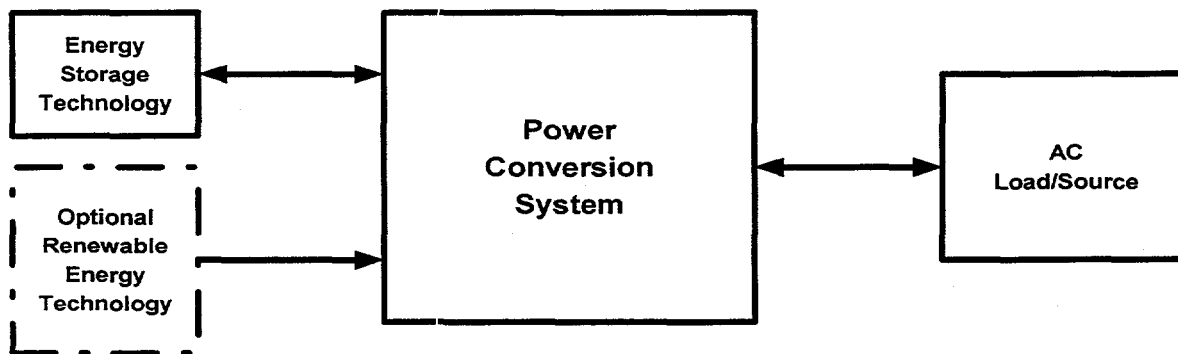 Energy
Storage
Technology
Optional
Renewable
Energy
Technology
Power
Conversion
System
AC
Load/Source